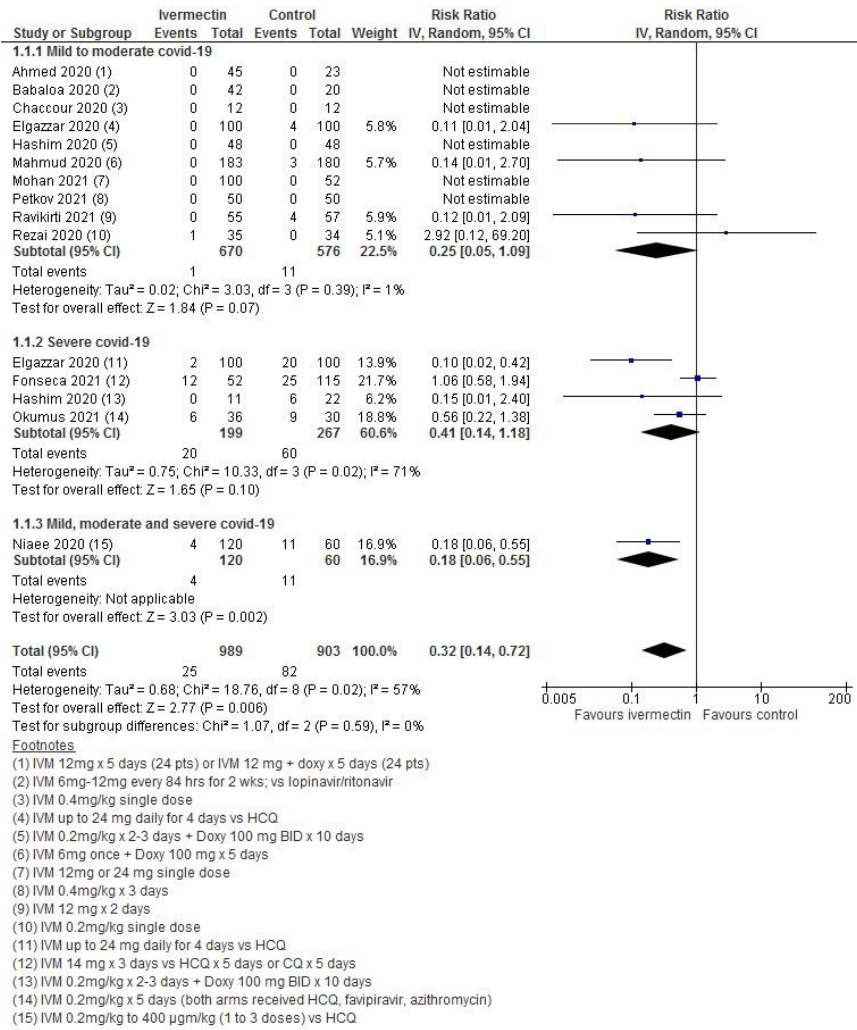 Ivermectin Control Risk Ratio Risk Ratio
Study or Subgroup Events Total Events Total Weight IV, Random, 95% CI IV, Random, 95% CI
1.1.1 Mild to moderate covid-19
Ahmed 2020 (1) 0 45 0 23 Not estimable
Babaloa 2020 (2) 0 42 0 20 Not estimable
Chaccour 2020 (3) 0 12 0 12 Not estimable
Elgazzar 2020 (4) 0 100 4 100 5.8% 0.11 [0.01, 2.04]
Hashim 2020 (5) 0 48 0 48 Not estimable
Mahmud 2020 (6) 0 183 3 180 5.7% 0.14 [0.01, 2.70]
Mohan 2021 (7) 0 100 0 52 Not estimable
Petkov 2021 (8) 0 50 0 50 Not estimable
Ravikirti 2021 (9) 0 55 4 57 5.9% 0.12 [0.01, 2.09]
Rezai 2020 (10) 1 35 0 34 5.1% 2.92 [0.12, 69.20]
Subtotal (95% CI) 670 576 22.5% 0.25 [0.05, 1.09]
Total events 1 11
Heterogeneity: Tau² = 0.02; Chi² = 3.03, df = 3 (P = 0.39); I² = 1%
Test for overall effect: Z = 1.84 (P = 0.07)
1.1.2 Severe covid-19
Elgazzar 2020 (11) 2 100 20 100 13.9% 0.10 [0.02, 0.42]
Fonseca 2021 (12) 12 52 25 115 21.7% 1.06 [0.58, 1.94]
Hashim 2020 (13) 0 11 6 22 6.2% 0.15 [0.01, 2.40]
Okumus 2021 (14) 6 36 9 30 18.8% 0.56 [0.22, 1.38]
Subtotal (95% CI) 199 267 60.6% 0.41 [0.14, 1.18]
Total events 20 60
Heterogeneity: Tau² = 0.75; Chi² = 10.33, df = 3 (P = 0.02); I² = 71%
Test for overall effect: Z = 1.65 (P = 0.10)
1.1.3 Mild, moderate and severe covid-19
Niaee 2020 (15) 4 120 11 60 16.9% 0.18 [0.06, 0.55]
Subtotal (95% CI) 120 60 16.9% 0.18 [0.06, 0.55]
Total events 4 11
Heterogeneity: Not applicable
Test for overall effect: Z = 3.03 (P = 0.002)
Total (95% CI) 989 903 100.0% 0.32 [0.14, 0.72]
Total events 25 82
Heterogeneity: Tau² = 0.68; Chi² = 18.76, df = 8 (P = 0.02); I² = 57%
Test for overall effect: Z = 2.77 (P = 0.006)
Test for subgroup differences: Chi² = 1.07, df = 2 (P = 0.59), I² = 0%
0.005 0.1 1 10 200
Favours ivermectin Favours control
Footnotes
(1) IVM 12mg x 5 days (24 pts) or IVM 12 mg + doxy x 5 days (24 pts)
(2) IVM 6mg-12mg every 84 hrs for 2 wks; vs lopinavir/ritonavir
(3) IVM 0.4mg/kg single dose
(4) IVM up to 24 mg daily for 4 days vs HCQ
(5) IVM 0.2mg/kg x 2-3 days + Doxy 100 mg BID x 10 days
(6) IVM 6mg once + Doxy 100 mg x 5 days
(7) IVM 12mg or 24 mg single dose
(8) IVM 0.4mg/kg x 3 days
(9) IVM 12 mg x 2 days
(10) IVM 0.2mg/kg single dose
(11) IVM up to 24 mg daily for 4 days vs HCQ
(12) IVM 14 mg x 3 days vs HCQ x 5 days or CQ x 5 days
(13) IVM 0.2mg/kg x 2-3 days + Doxy 100 mg BID x 10 days
(14) IVM 0.2mg/kg x 5 days (both arms received HCQ, favipiravir, azithromycin)
(15) IVM 0.2mg/kg to 400 µgm/kg (1 to 3 doses) vs HCQ